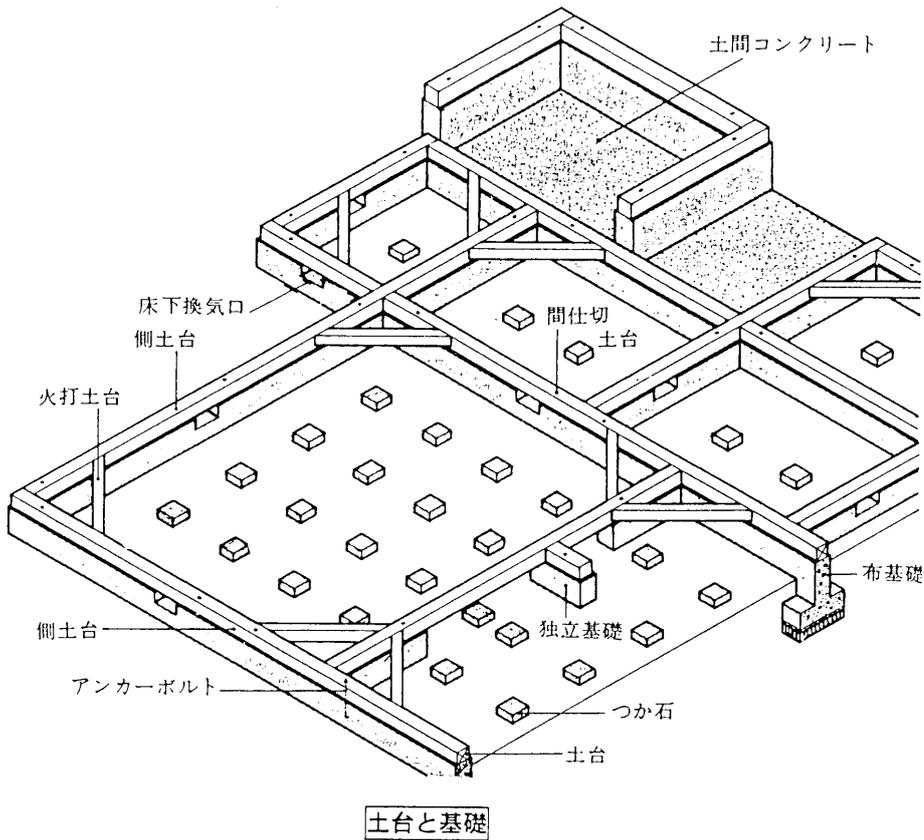 土間コンクリート
床下換気口
間仕切
土台
側土台
火打土台
布基礎
独立基礎
側土台
アンカーボルト
つか石
土台
土台と基礎